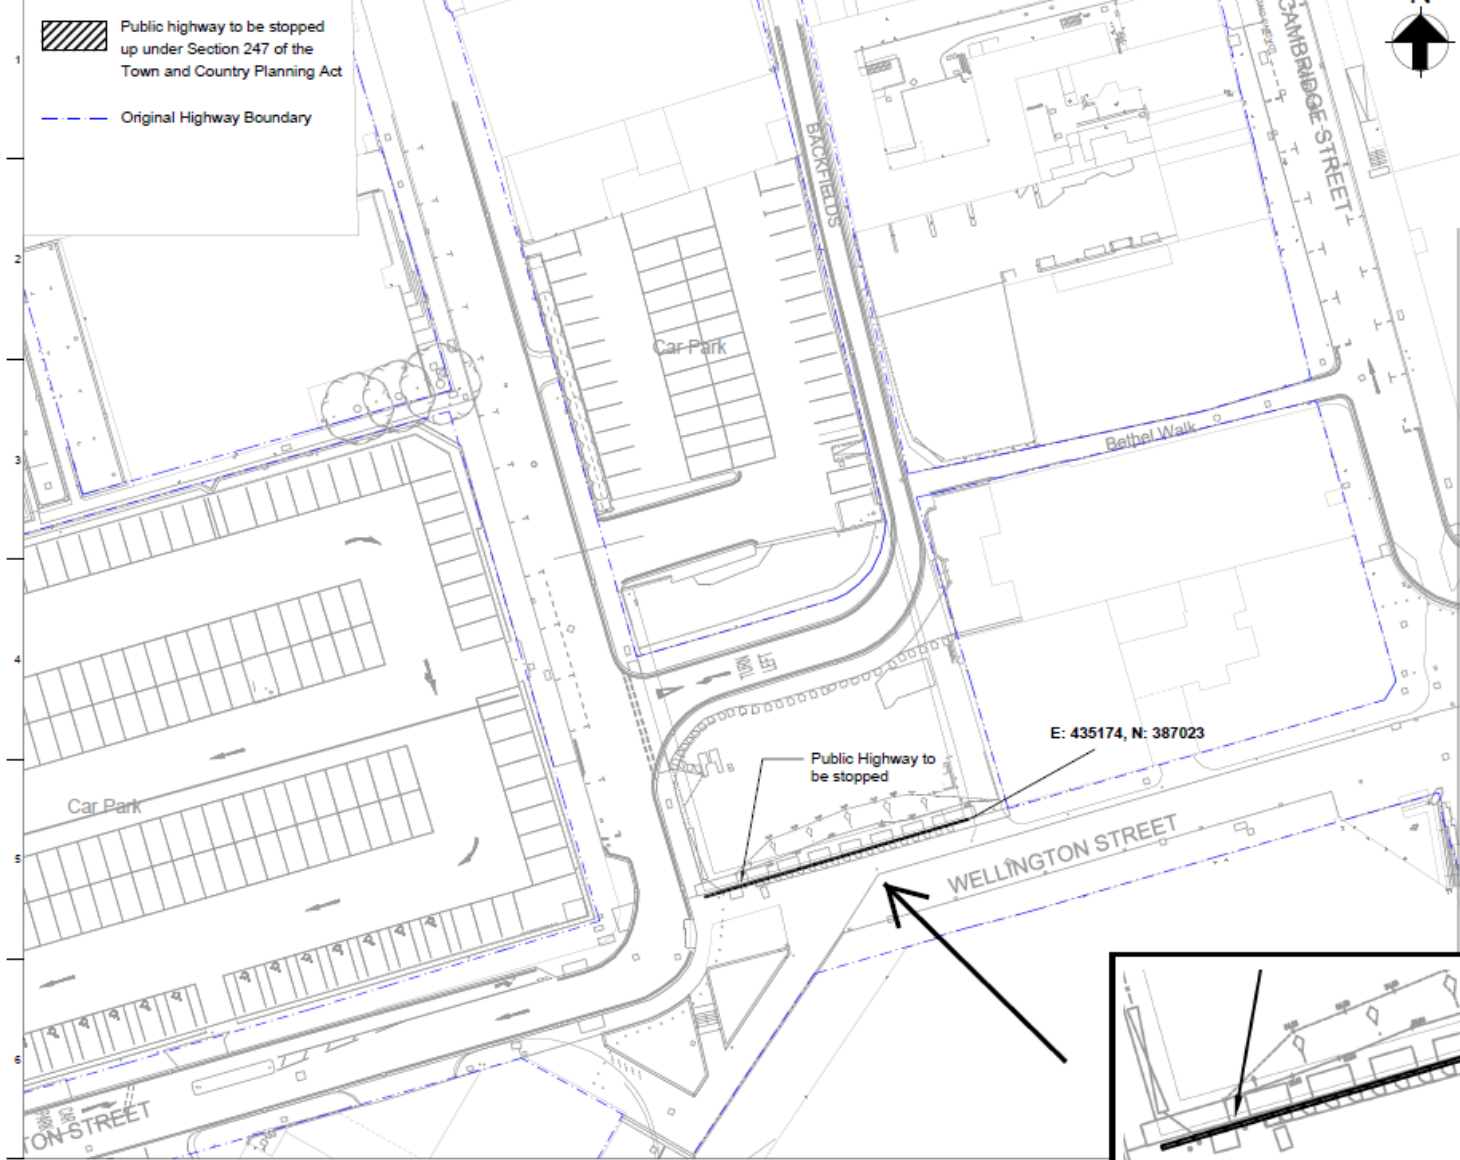 Public highway to be stopped
up under Section 247 of the
Town and Country Planning Act
Original Highway Boundary
N
1
2
3
4
5
6
BACKFIELDS
CAMBRIDGE STREET
Car Park
Bethel Walk
LEFT
TURN
E: 435174, N: 387023
Public Highway to
be stopped
Car Park
WELLINGTON STREET
CAR
PARK
TON STREET